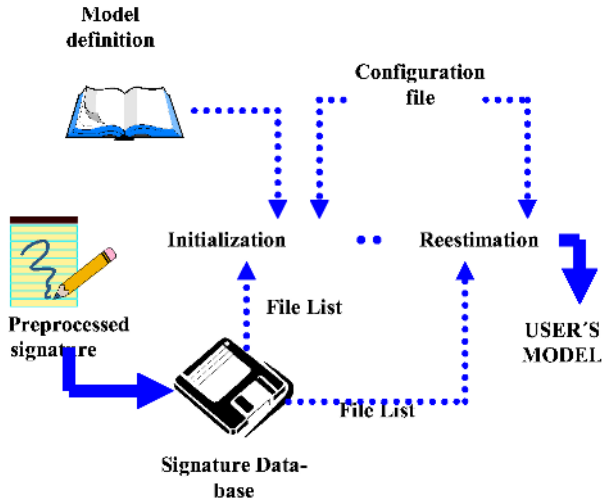 Model
definition
Configuration
file
Initialization
Reestimation
File List
Preprocessed
signature
USER´S
MODEL
File List
Signature Data-
base